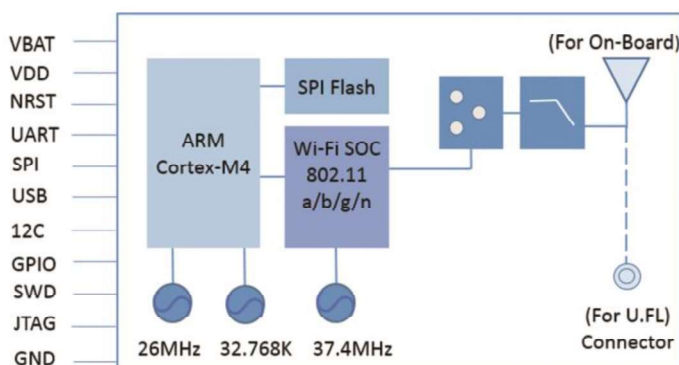 VBAT
VDD
NRST
UART
SPI
USB
12C
GPIO
SWD
JTAG
GND
ARM
Cortex-M4
SPI Flash
Wi-Fi SOC
802.11
a/b/g/n
26MHz
32.768K
37.4MHz
(For On-Board)
(For U.FL)
Connector